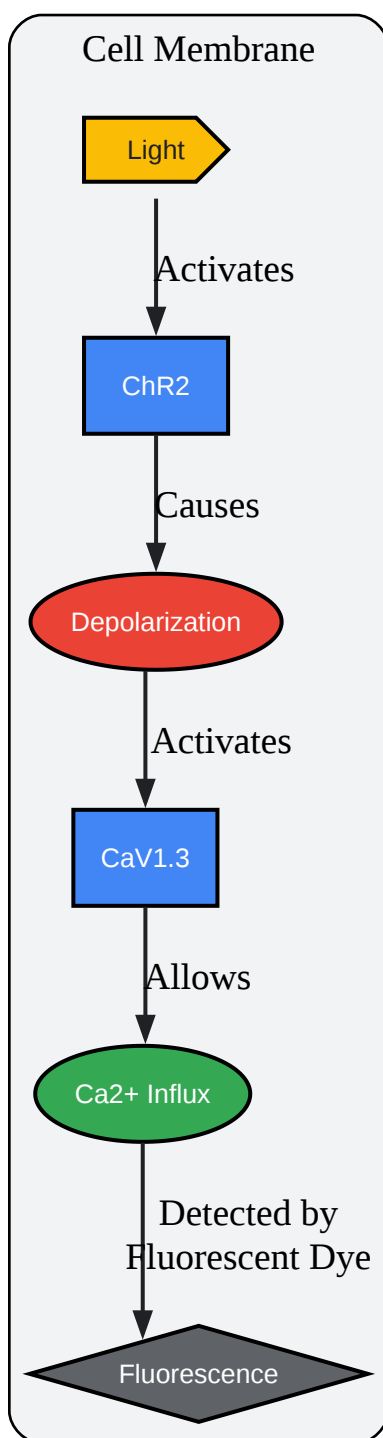 Cell Membrane
Light
Activates
ChR2
Causes
Depolarization
Activates
CaV1.3
Allows
Ca2+ Influx
Detected by
Fluorescent Dye
Fluorescence